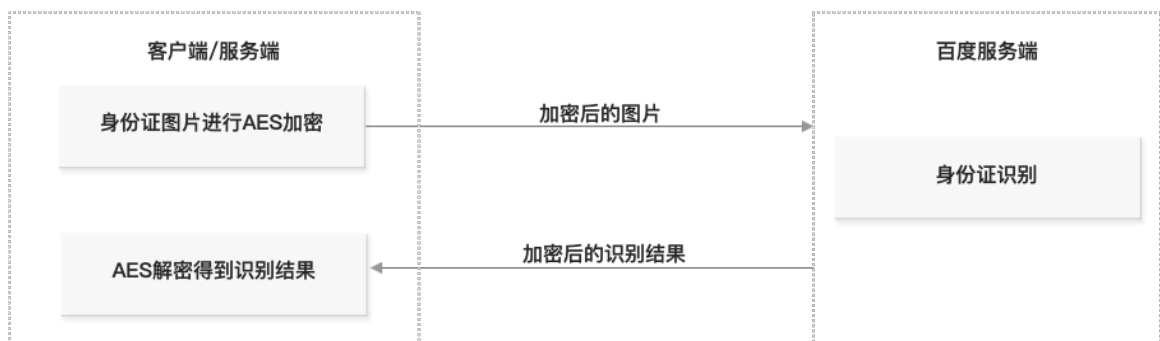 客户端/服务端
百度服务端
身份证图片进行AES加密
加密后的图片
身份证识别
加密后的识别结果
AES解密得到识别结果